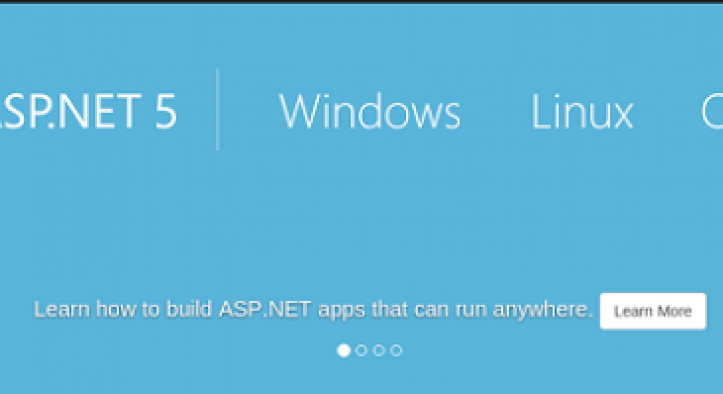 SP.NET 5 Windows Linux
Learn how to build ASP.NET apps that can run anywhere. Learn More